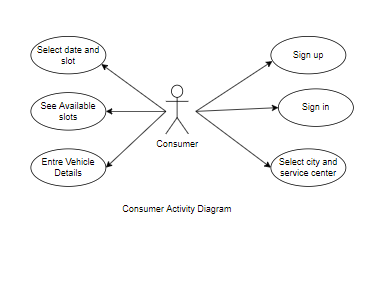 Select date and
slot
Sign up
See Available
slots
Sign in
Consumer
Entre Vehicle
Details
Select city and
service center
Consumer Activity Diagram